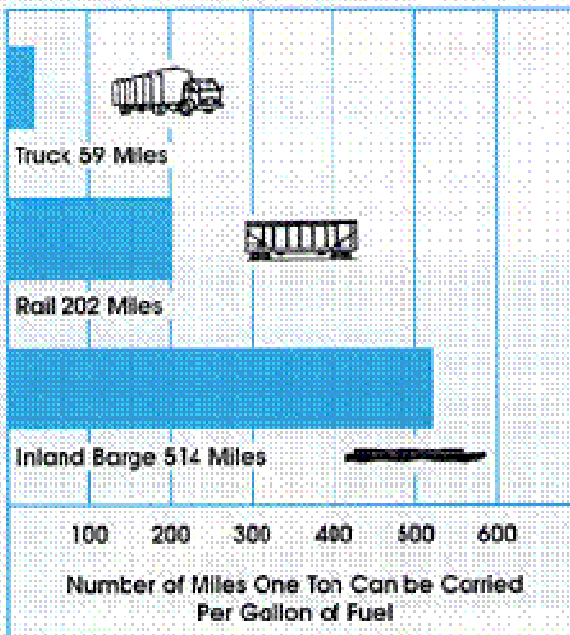 Truck 59 Miles
Rail 202 Miles
Inland Barge 514 Miles
100 200 300 400 500 600
Number of Miles One Ton Can be Carried
Per Gallon of Fuel